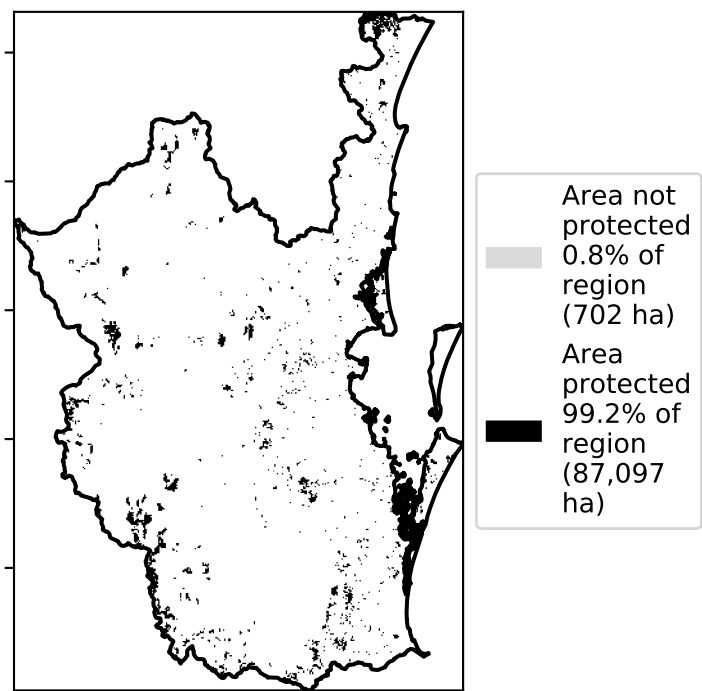 Area not
protected
0.8% of
region
(702 ha)
Area
protected
99.2% of
region
(87,097
ha)